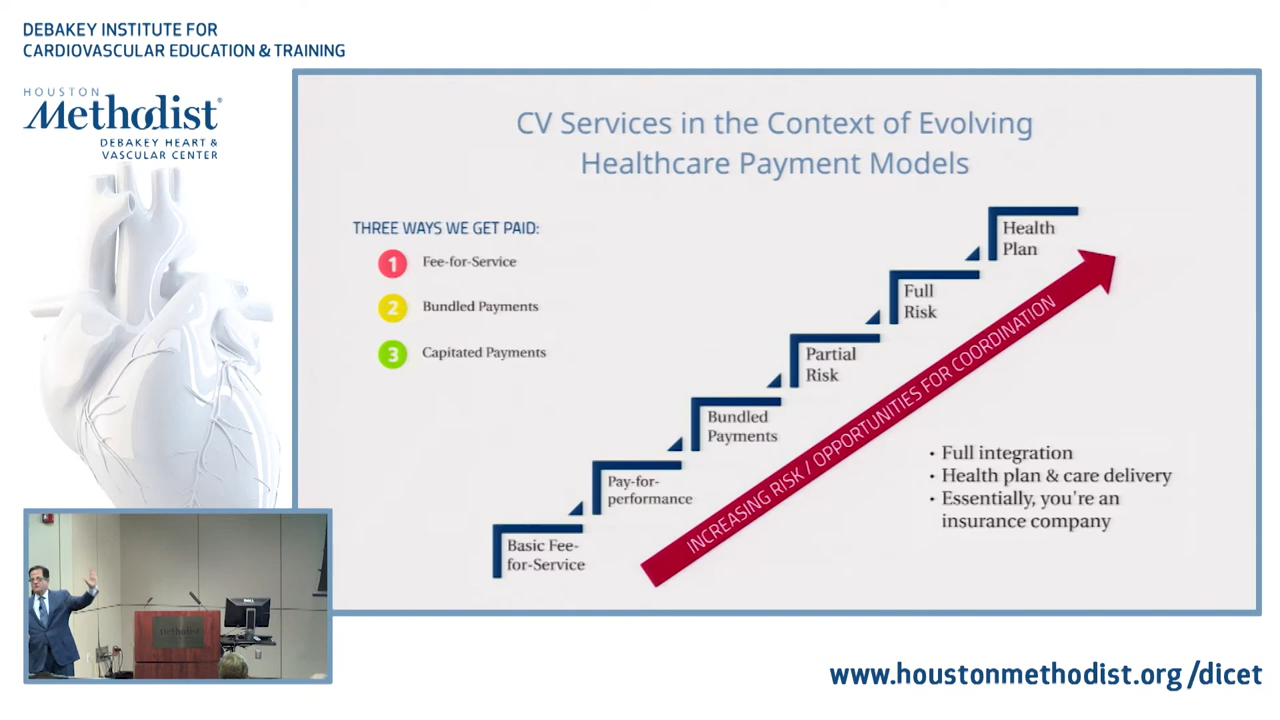 DEBAKEY INSTITUTE FOR
CARDIOVASCULAR EDUCATION & TRAINING
HOUSTON
Methodist®
DEBAKEY HEART &
VASCULAR CENTER
CV Services in the Context of Evolving
Healthcare Payment Models
THREE WAYS WE GET PAID:
1 Fee-for-Service
2 Bundled Payments
3 Capitated Payments
Health
Plan
Full
Risk
Partial
Risk
Bundled
Payments
Pay-for-
performance
Basic Fee-
for-Service
INCREASING RISK / OPPORTUNITIES FOR COORDINATION
• Full integration
• Health plan & care delivery
• Essentially, you're an
insurance company
Methodist
DELL
www.houstonmethodist.org /dicet